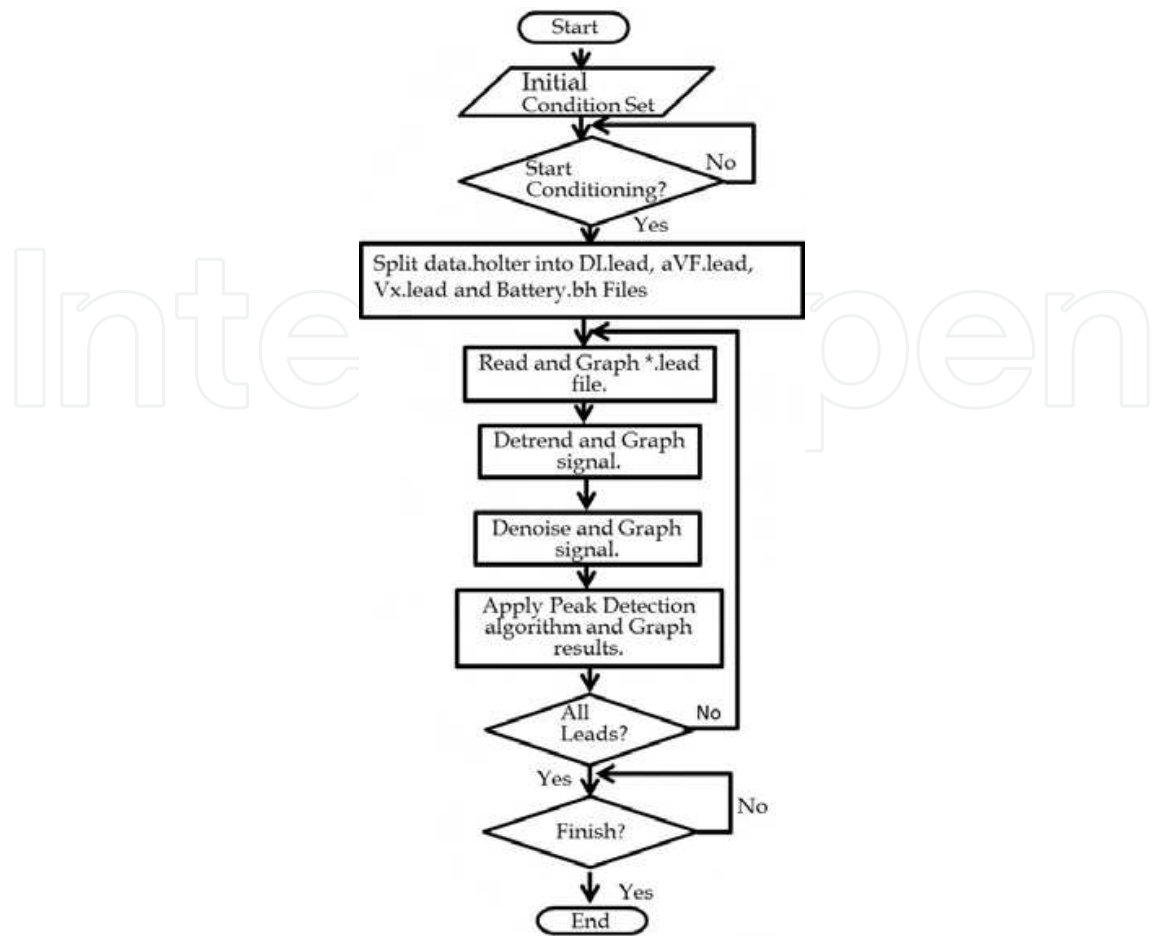 Start
Initial
Condition Set
Start
Conditioning?
No
Yes
Split data.holter into DI.lead, aVF.lead,
Vx.lead and Battery.bh Files
Read and Graph *.lead
file.
Detrend and Graph
signal.
Denoise and Graph
signal.
Apply Peak Detection
algorithm and Graph
results.
All
Leads?
No
Yes
Finish?
No
Yes
End
Inte
pen